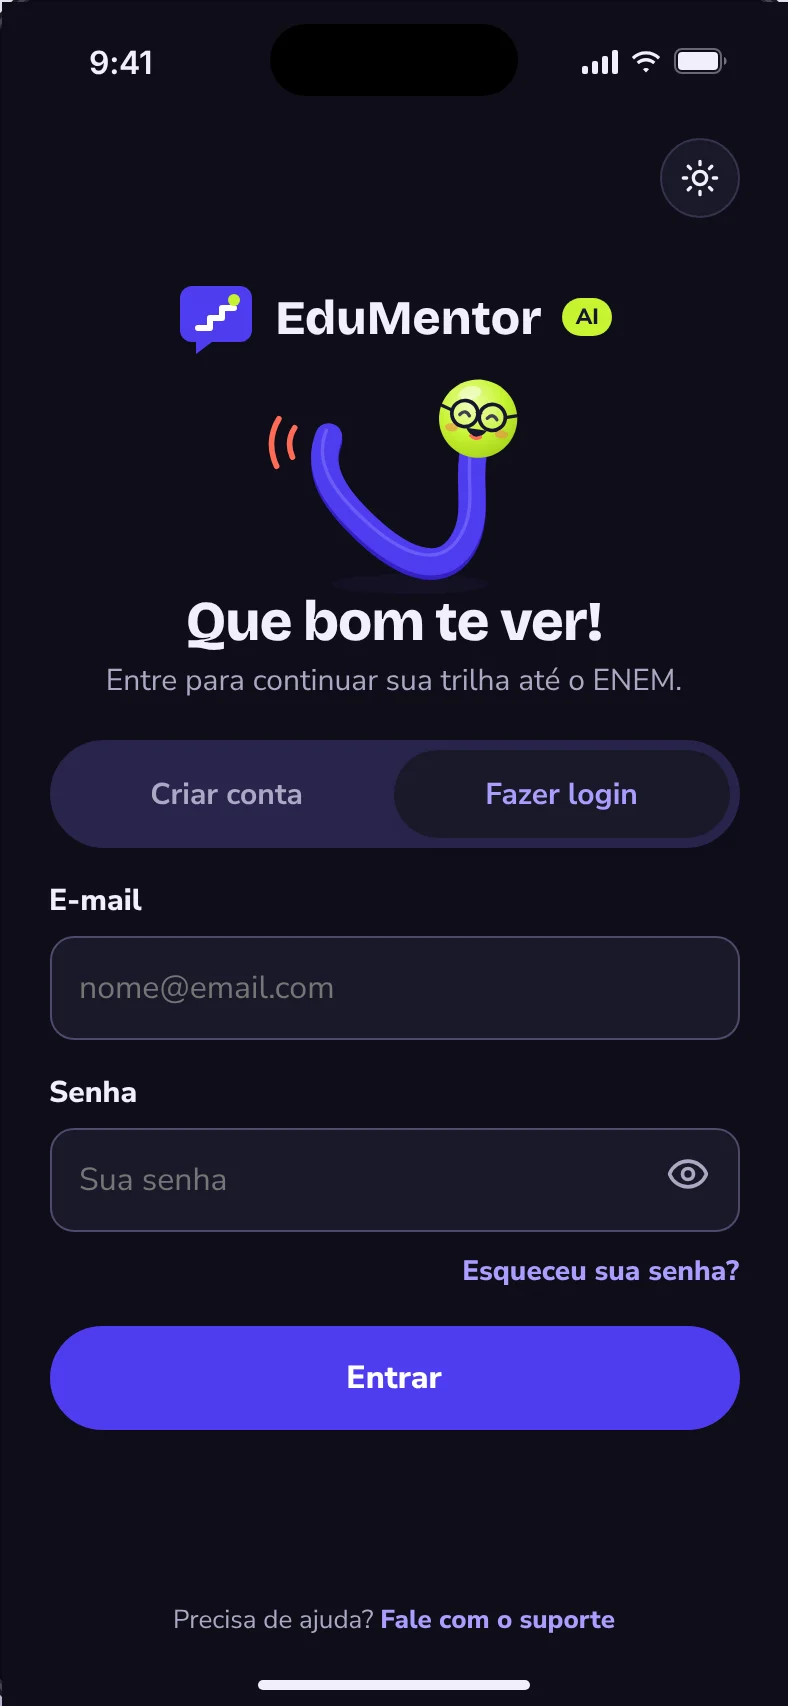 9:41
EduMentor AI
Que bom te ver!
Entre para continuar sua trilha até o ENEM.
Criar conta Fazer login
E-mail
nome@email.com
Senha
Sua senha
Esqueceu sua senha?
Entrar
Precisa de ajuda? Fale com o suporte